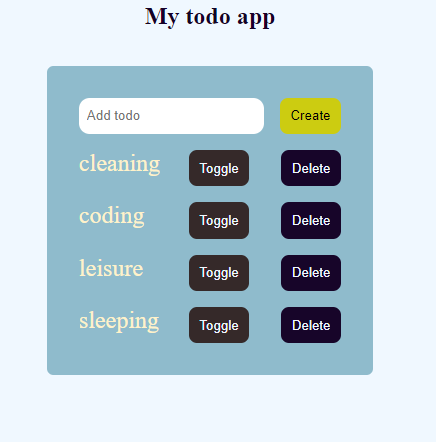 My todo app
Add todo Create
cleaning Toggle Delete
coding Toggle Delete
leisure Toggle Delete
sleeping Toggle Delete